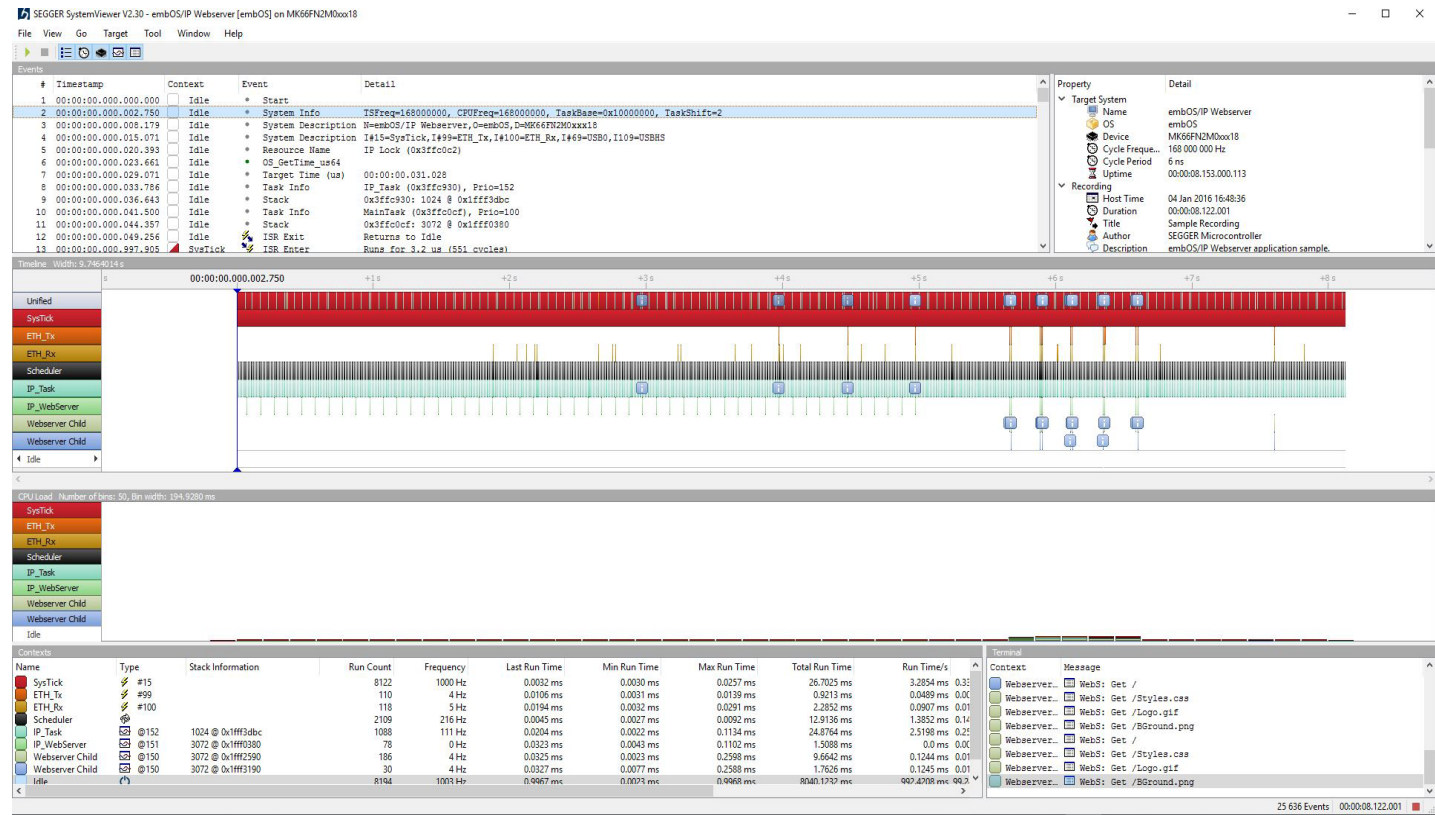 SEGGER SystemViewer V2.30 - embOS/IP Webserver [embOS] on MK66FN2M0xxx18
File View Go Target Tool Window Help
Events
# Timestamp Context Event Detail
1 00:00:00.000.000.000 Idle Start
2 00:00:00.000.002.750 Idle System Info TSFreq=168000000, CPUFreq=168000000, TaskBase=0x10000000, TaskShift=2
3 00:00:00.000.008.179 Idle System Description N=embOS/IP Webserver,O=embOS,D=MK66FN2M0xxx18
4 00:00:00.000.015.071 Idle System Description I#15=SysTick,I#99=ETH_Tx,I#100=ETH_Rx,I#69=USB0,I109=USBHS
5 00:00:00.000.020.393 Idle Resource Name IP Lock (0x3ffc0c2)
6 00:00:00.000.023.661 Idle OS_GetTime_us64
7 00:00:00.000.029.071 Idle Target Time (us) 00:00:00.031.028
8 00:00:00.000.033.786 Idle Task Info IP_Task (0x3ffc930), Prio=152
9 00:00:00.000.036.643 Idle Stack 0x3ffc930: 1024 @ 0x1fff3dbc
10 00:00:00.000.041.500 Idle Task Info MainTask (0x3ffc0cf), Prio=100
11 00:00:00.000.044.357 Idle Stack 0x3ffc0cf: 3072 @ 0x1fff0380
12 00:00:00.000.049.256 Idle ISR Exit Returns to Idle
13 00:00:00.000.997.905 SysTick ISR Enter Runs for 3.2 us (551 cycles)
Property Detail
Target System
Name embOS/IP Webserver
OS embOS
Device MK66FN2M0xxx18
Cycle Freque... 168 000 000 Hz
Cycle Period 6 ns
Uptime 00:00:08.153.000.113
Recording
Host Time 04 Jan 2016 16:48:36
Duration 00:00:08.122.001
Title Sample Recording
Author SEGGER Microcontroller
Description embOS/IP Webserver application sample.
Timeline Width: 9.7464014 s
s 00:00:00.000.002.750 +1 s +2 s +3 s +4 s +5 s +6 s +7 s +8 s
Unified
SysTick
ETH_Tx
ETH_Rx
Scheduler
IP_Task
IP_WebServer
Webserver Child
Webserver Child
Idle
CPU Load Number of bins: 50, Bin width: 194.9280 ms
SysTick
ETH_Tx
ETH_Rx
Scheduler
IP_Task
IP_WebServer
Webserver Child
Webserver Child
Idle
Contexts
Name Type Stack Information Run Count Frequency Last Run Time Min Run Time Max Run Time Total Run Time Run Time/s
SysTick #15 8122 1000 Hz 0.0032 ms 0.0030 ms 0.0257 ms 26.7025 ms 3.2854 ms 0.33
ETH_Tx #99 110 4 Hz 0.0106 ms 0.0031 ms 0.0139 ms 0.9213 ms 0.0489 ms 0.00
ETH_Rx #100 118 5 Hz 0.0194 ms 0.0032 ms 0.0291 ms 2.2852 ms 0.0907 ms 0.01
Scheduler 2109 216 Hz 0.0045 ms 0.0027 ms 0.0092 ms 12.9136 ms 1.3852 ms 0.14
IP_Task @152 1024 @ 0x1fff3dbc 1088 111 Hz 0.0204 ms 0.0022 ms 0.1134 ms 24.8764 ms 2.5198 ms 0.25
IP_WebServer @151 3072 @ 0x1fff0380 78 0 Hz 0.0323 ms 0.0043 ms 0.1102 ms 1.5088 ms 0.0 ms 0.00
Webserver Child @150 3072 @ 0x1fff2590 186 4 Hz 0.0325 ms 0.0023 ms 0.2598 ms 9.6642 ms 0.1244 ms 0.01
Webserver Child @150 3072 @ 0x1fff3190 30 4 Hz 0.0327 ms 0.0077 ms 0.2588 ms 1.7626 ms 0.1245 ms 0.01
Idle 8194 1003 Hz 0.9967 ms 0.0023 ms 0.9968 ms 8040.1232 ms 992.4208 ms 99.2
Terminal
Context Message
Webserver... WebS: Get /
Webserver... WebS: Get /Styles.css
Webserver... WebS: Get /Logo.gif
Webserver... WebS: Get /BGround.png
Webserver... WebS: Get /
Webserver... WebS: Get /Styles.css
Webserver... WebS: Get /Logo.gif
Webserver... WebS: Get /BGround.png
25 636 Events 00:00:08.122.001